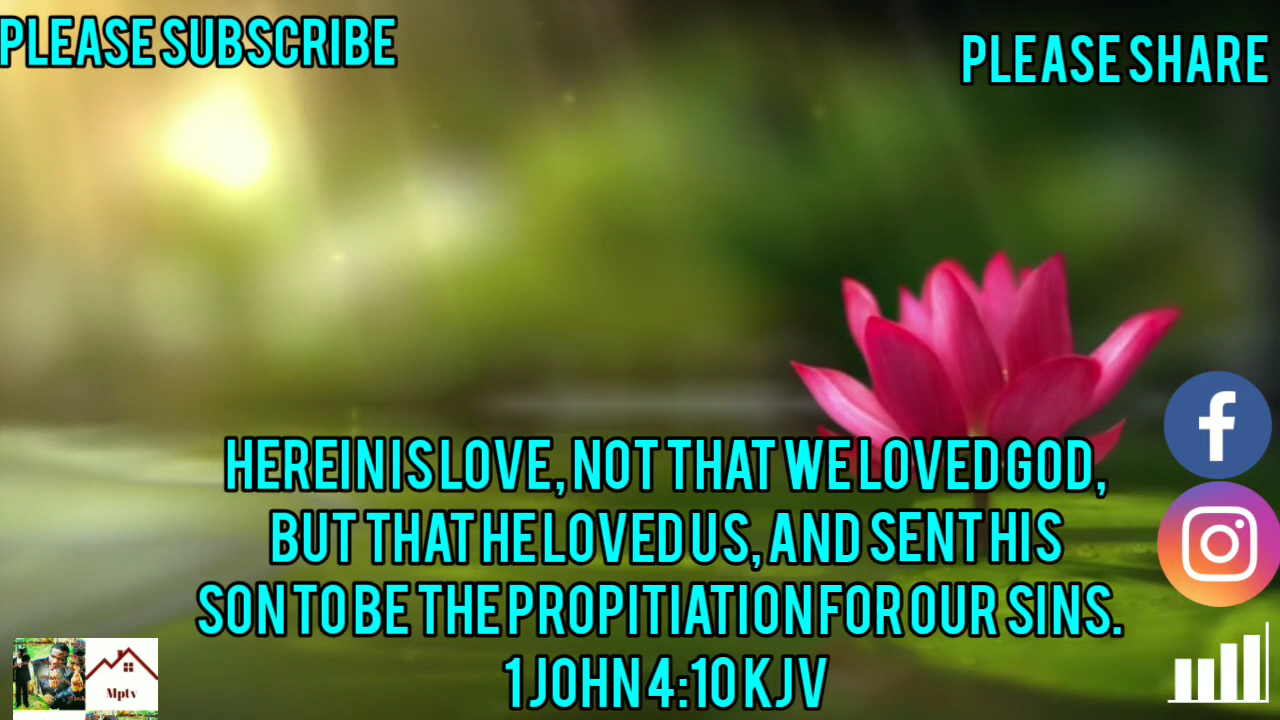 PLEASE SUBSCRIBE
PLEASE SHARE
HEREIN IS LOVE, NOT THAT WE LOVED GOD,
BUT THAT HE LOVED US, AND SENT HIS
SON TO BE THE PROPITIATION FOR OUR SINS.
1 JOHN 4:10 KJV
Mptv